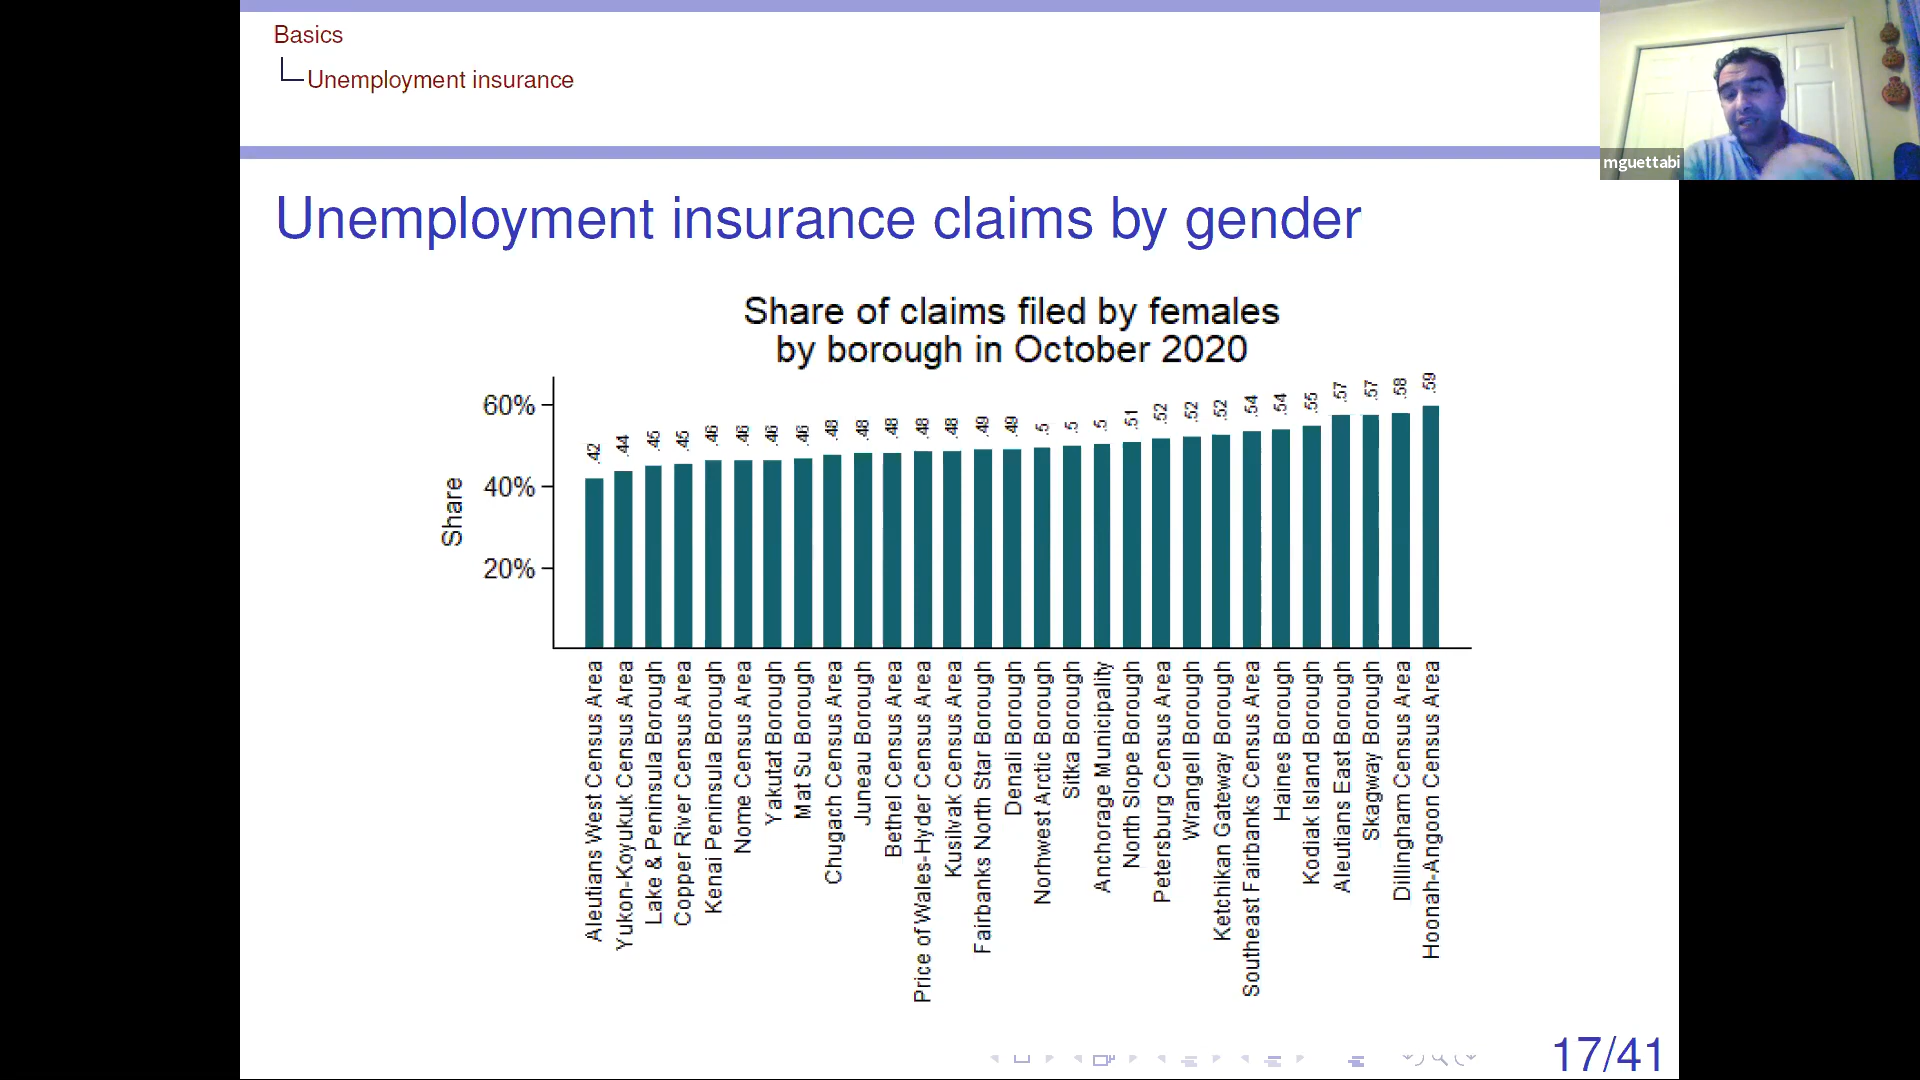 Basics
Unemployment insurance
mguettabi
Unemployment insurance claims by gender
Share of claims filed by females
by borough in October 2020
60%
40%
20%
Share
.42
.44
.45
.45
.46
.46
.46
.46
.48
.48
.48
.48
.48
.49
.49
.5
.5
.5
.51
.52
.52
.52
.54
.54
.55
.57
.57
.58
.59
Aleutians West Census Area
Yukon-Koyukuk Census Area
Lake & Peninsula Borough
Copper River Census Area
Kenai Peninsula Borough
Nome Census Area
Yakutat Borough
Mat Su Borough
Chugach Census Area
Juneau Borough
Bethel Census Area
Price of Wales-Hyder Census Area
Kusilvak Census Area
Fairbanks North Star Borough
Denali Borough
Norhwest Arctic Borough
Sitka Borough
Anchorage Municipality
North Slope Borough
Petersburg Census Area
Wrangell Borough
Ketchikan Gateway Borough
Southeast Fairbanks Census Area
Haines Borough
Kodiak Island Borough
Aleutians East Borough
Skagway Borough
Dillingham Census Area
Hoonah-Angoon Census Area
17/41